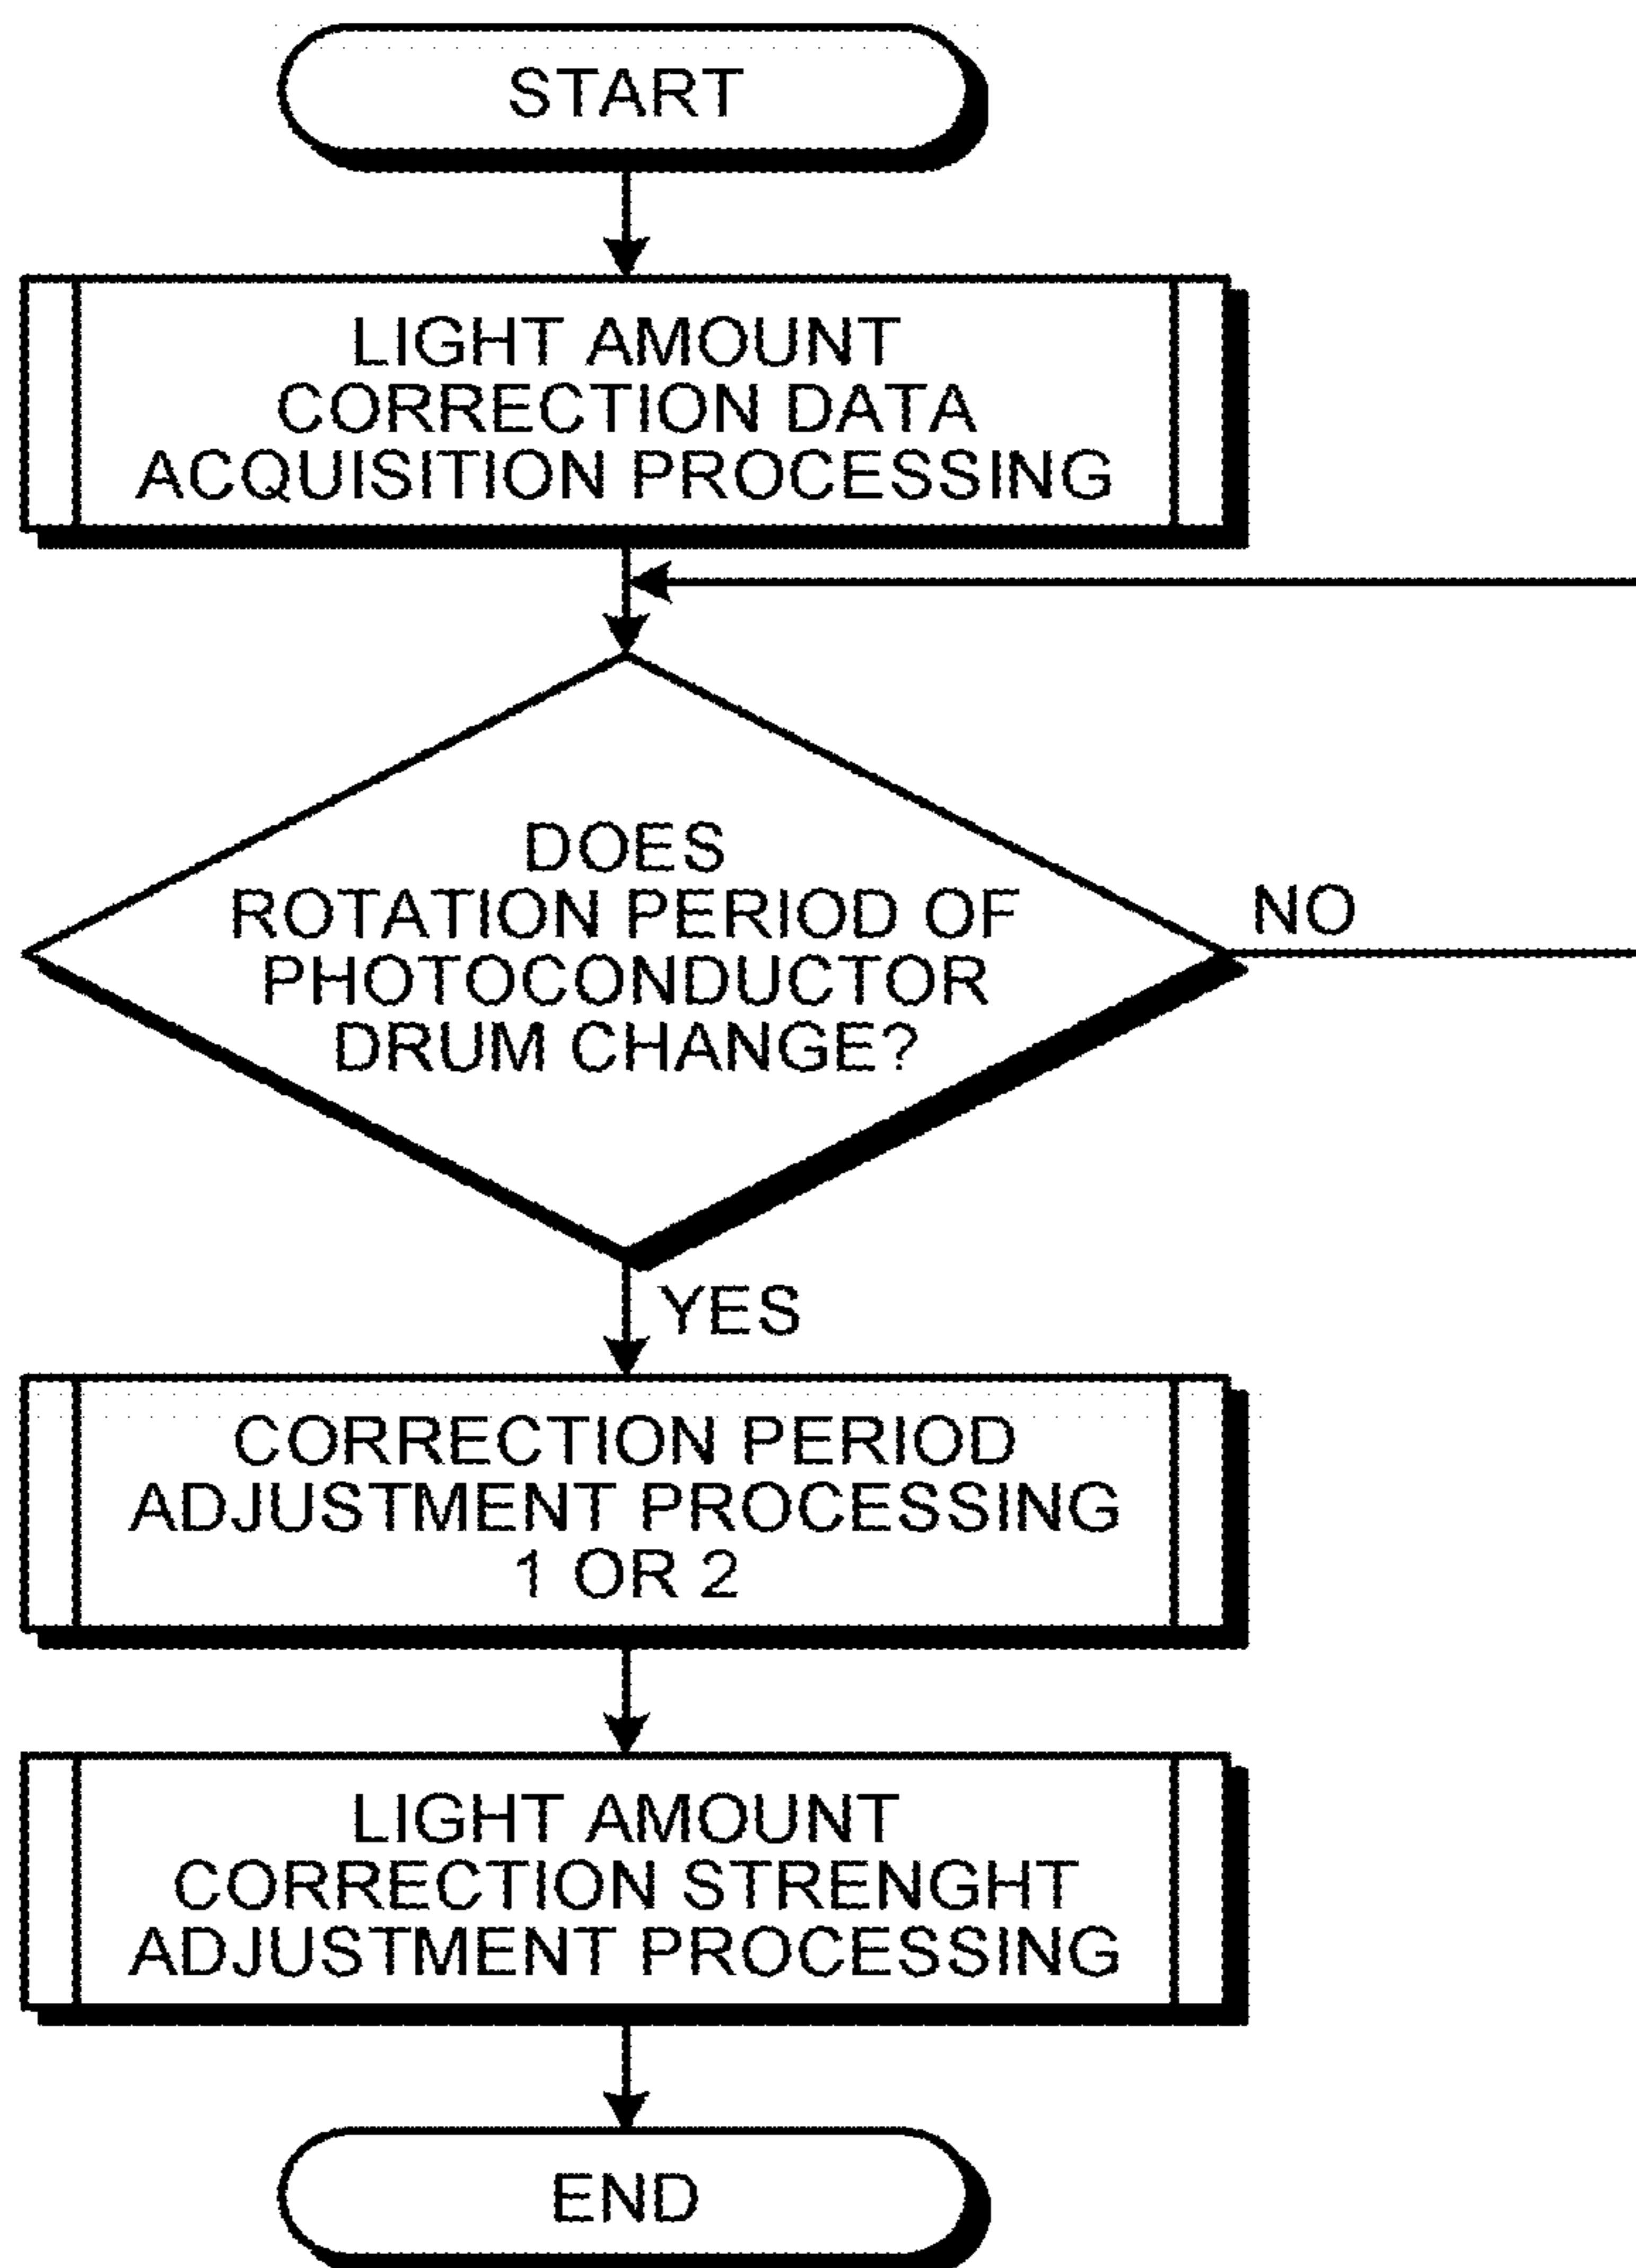 START
LIGHT AMOUNT
CORRECTION DATA
ACQUISITION PROCESSING
DOES
ROTATION PERIOD OF
PHOTOCONDUCTOR
DRUM CHANGE?
NO
YES
CORRECTION PERIOD
ADJUSTMENT PROCESSING
1 OR 2
LIGHT AMOUNT
CORRECTION STRENGHT
ADJUSTMENT PROCESSING
END